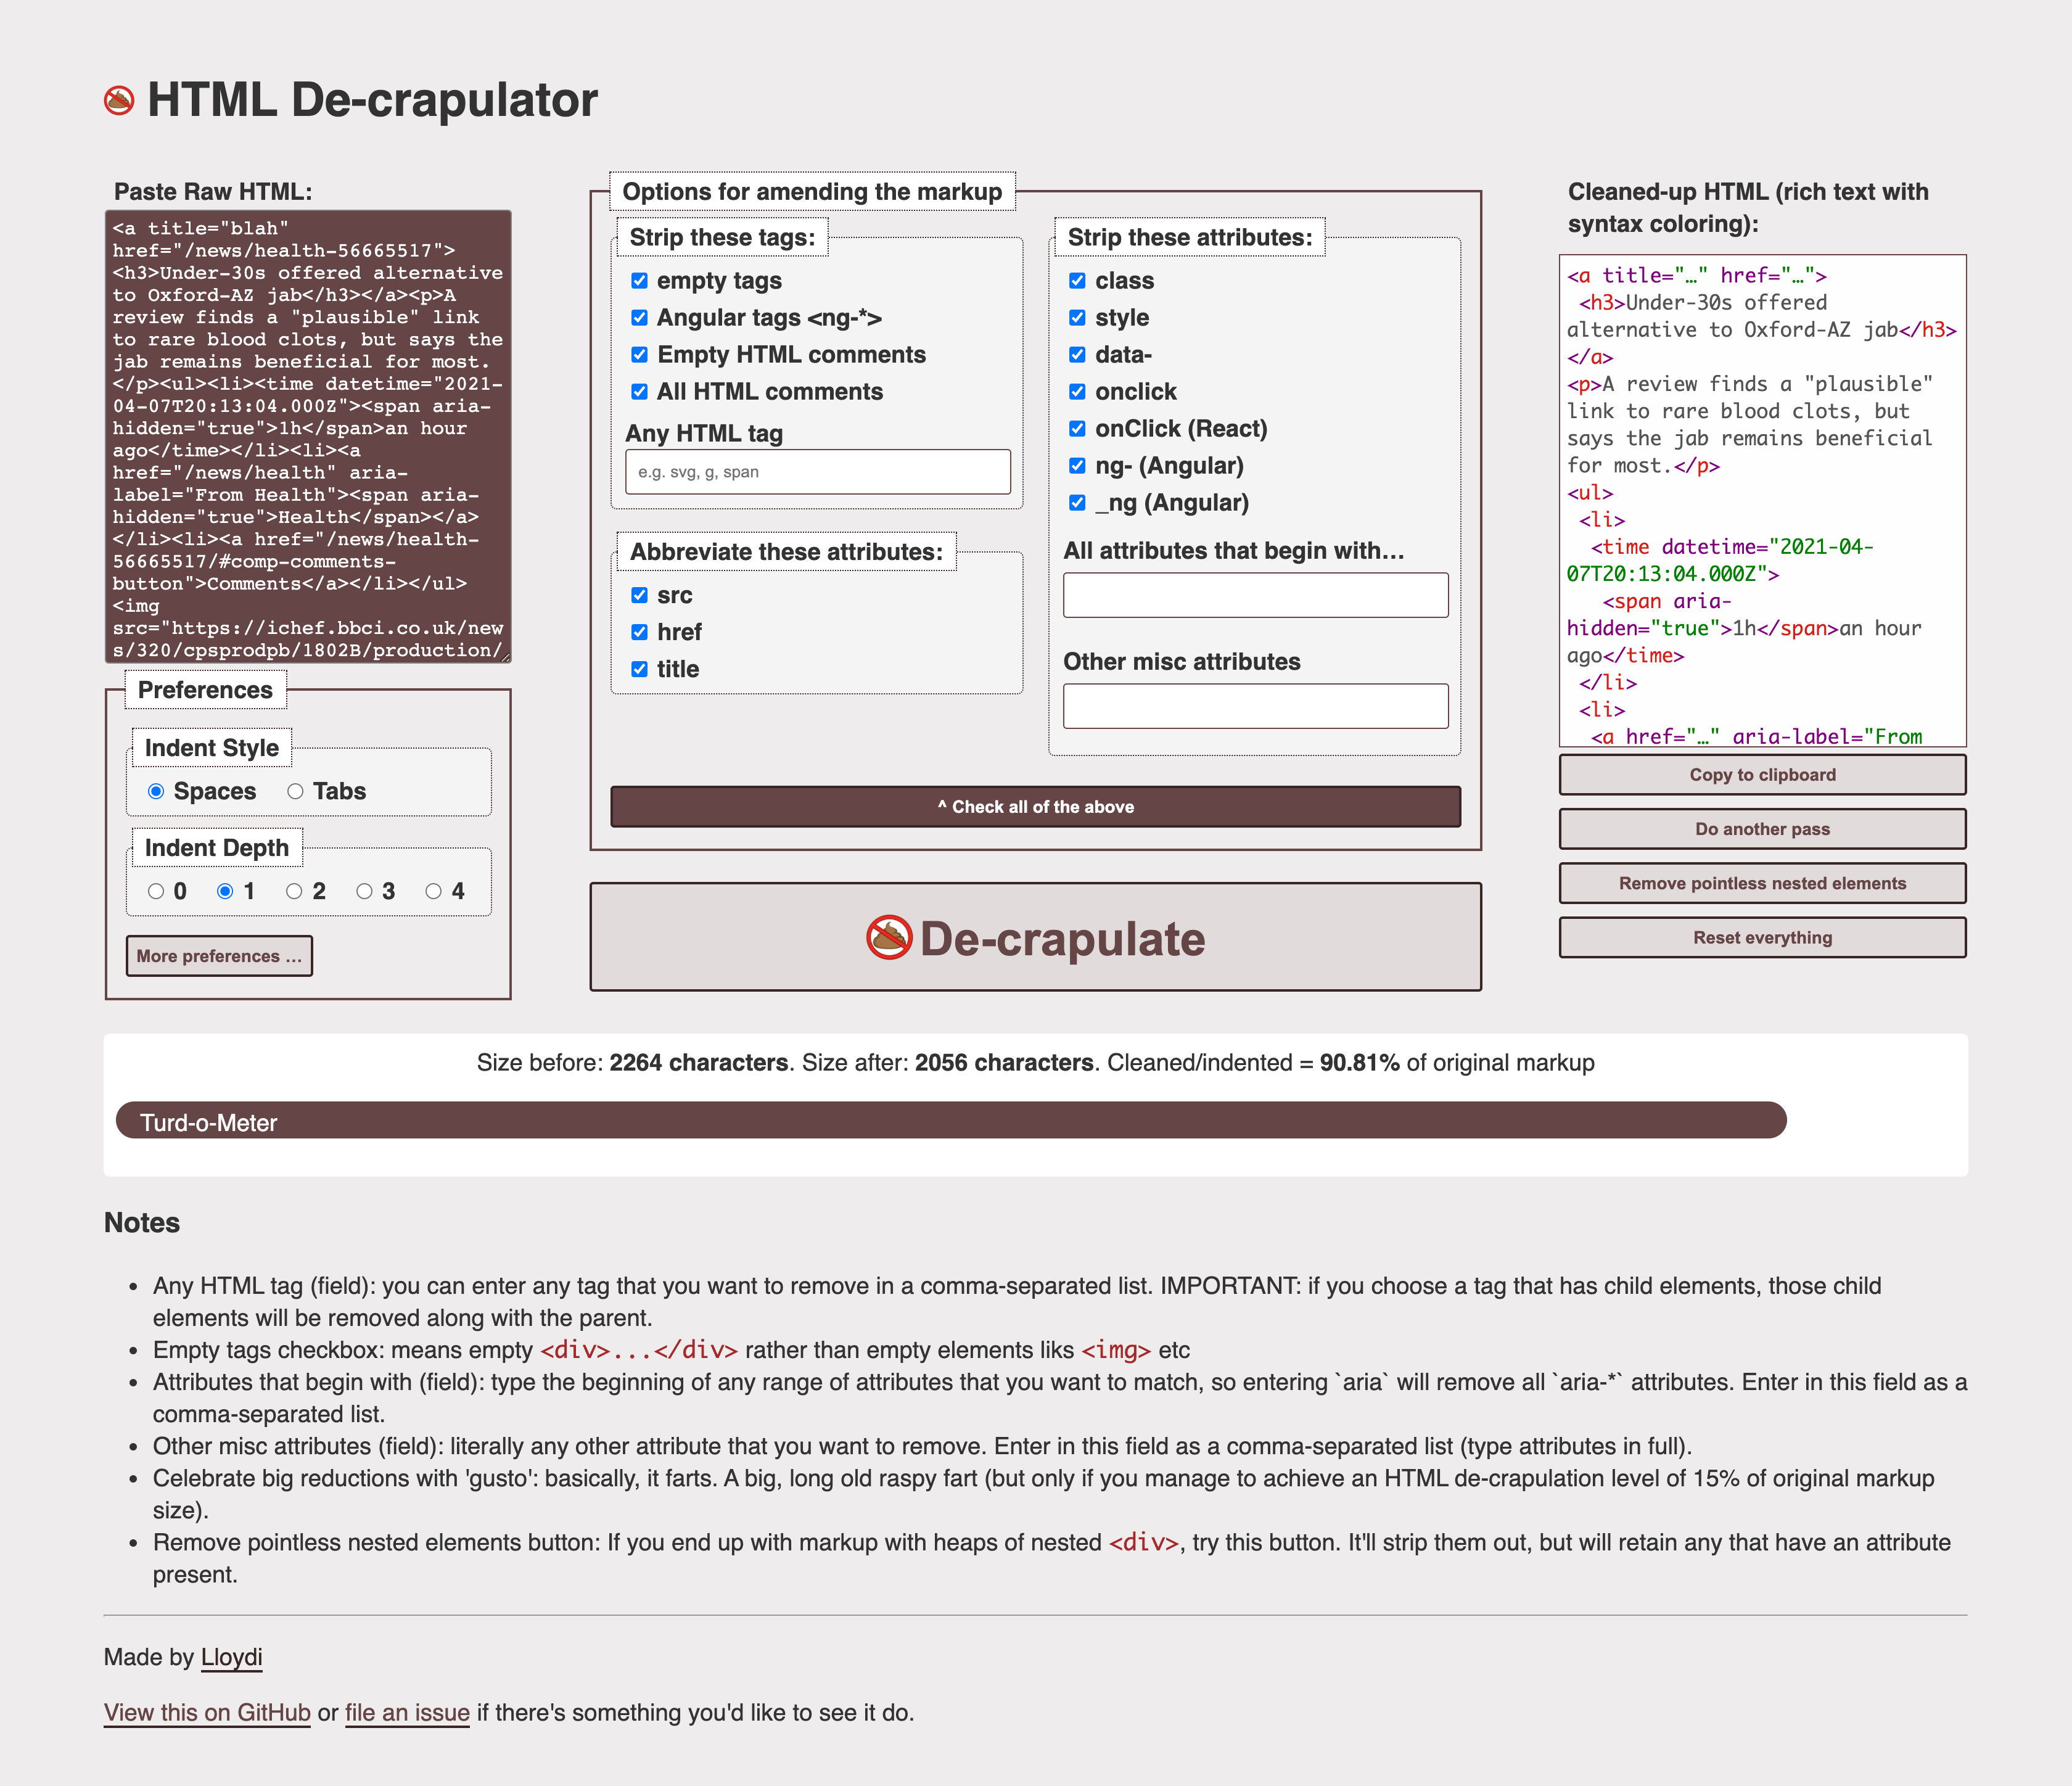 HTML De-crapulator
Paste Raw HTML:
<a title="blah"
href="/news/health-56665517">
<h3>Under-30s offered alternative
to Oxford-AZ jab</h3></a><p>A
review finds a "plausible" link
to rare blood clots, but says the
jab remains beneficial for most.
</p><ul><li><time datetime="2021-
04-07T20:13:04.000Z"><span aria-
hidden="true">1h</span>an hour
ago</time></li><li><a
href="/news/health" aria-
label="From Health"><span aria-
hidden="true">Health</span></a>
</li><li><a href="/news/health-
56665517/#comp-comments-
button">Comments</a></li></ul>
<img
src="https://ichef.bbci.co.uk/new
s/320/cpsprodpb/1802B/production/
Preferences
Indent Style
Spaces
Tabs
Indent Depth
0 1 2 3 4
More preferences ...
Options for amending the markup
Strip these tags:
empty tags
Angular tags <ng-*>
Empty HTML comments
All HTML comments
Any HTML tag
e.g. svg, g, span
Abbreviate these attributes:
src
href
title
Strip these attributes:
class
style
data-
onclick
onClick (React)
ng- (Angular)
_ng (Angular)
All attributes that begin with…
Other misc attributes
^ Check all of the above
De-crapulate
Cleaned-up HTML (rich text with
syntax coloring):
<a title="…" href="…">
<h3>Under-30s offered
alternative to Oxford-AZ jab</h3>
</a>
<p>A review finds a "plausible"
link to rare blood clots, but
says the jab remains beneficial
for most.</p>
<ul>
<li>
<time datetime="2021-04-
07T20:13:04.000Z">
<span aria-
hidden="true">1h</span>an hour
ago</time>
</li>
<li>
<a href="…" aria-label="From
Copy to clipboard
Do another pass
Remove pointless nested elements
Reset everything
Size before: 2264 characters. Size after: 2056 characters. Cleaned/indented = 90.81% of original markup
Turd-o-Meter
Notes
• Any HTML tag (field): you can enter any tag that you want to remove in a comma-separated list. IMPORTANT: if you choose a tag that has child elements, those child
elements will be removed along with the parent.
• Empty tags checkbox: means empty <div>...</div> rather than empty elements liks <img> etc
• Attributes that begin with (field): type the beginning of any range of attributes that you want to match, so entering `aria` will remove all `aria-*` attributes. Enter in this field as a
comma-separated list.
• Other misc attributes (field): literally any other attribute that you want to remove. Enter in this field as a comma-separated list (type attributes in full).
• Celebrate big reductions with 'gusto': basically, it farts. A big, long old raspy fart (but only if you manage to achieve an HTML de-crapulation level of 15% of original markup
size).
• Remove pointless nested elements button: If you end up with markup with heaps of nested <div>, try this button. It'll strip them out, but will retain any that have an attribute
present.
Made by Lloydi
View this on GitHub or file an issue if there's something you'd like to see it do.